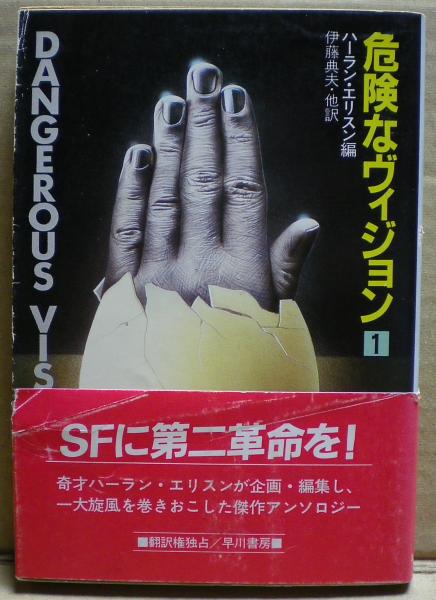 危険なヴィジョン
1
ハーラン・エリスン編
伊藤典夫・他訳
DANGEROUS VIS
SFに第二革命を!
奇才ハーラン・エリスンが企画・編集し、
一大旋風を巻きおこした傑作アンソロジー
■翻訳権独占/早川書房■